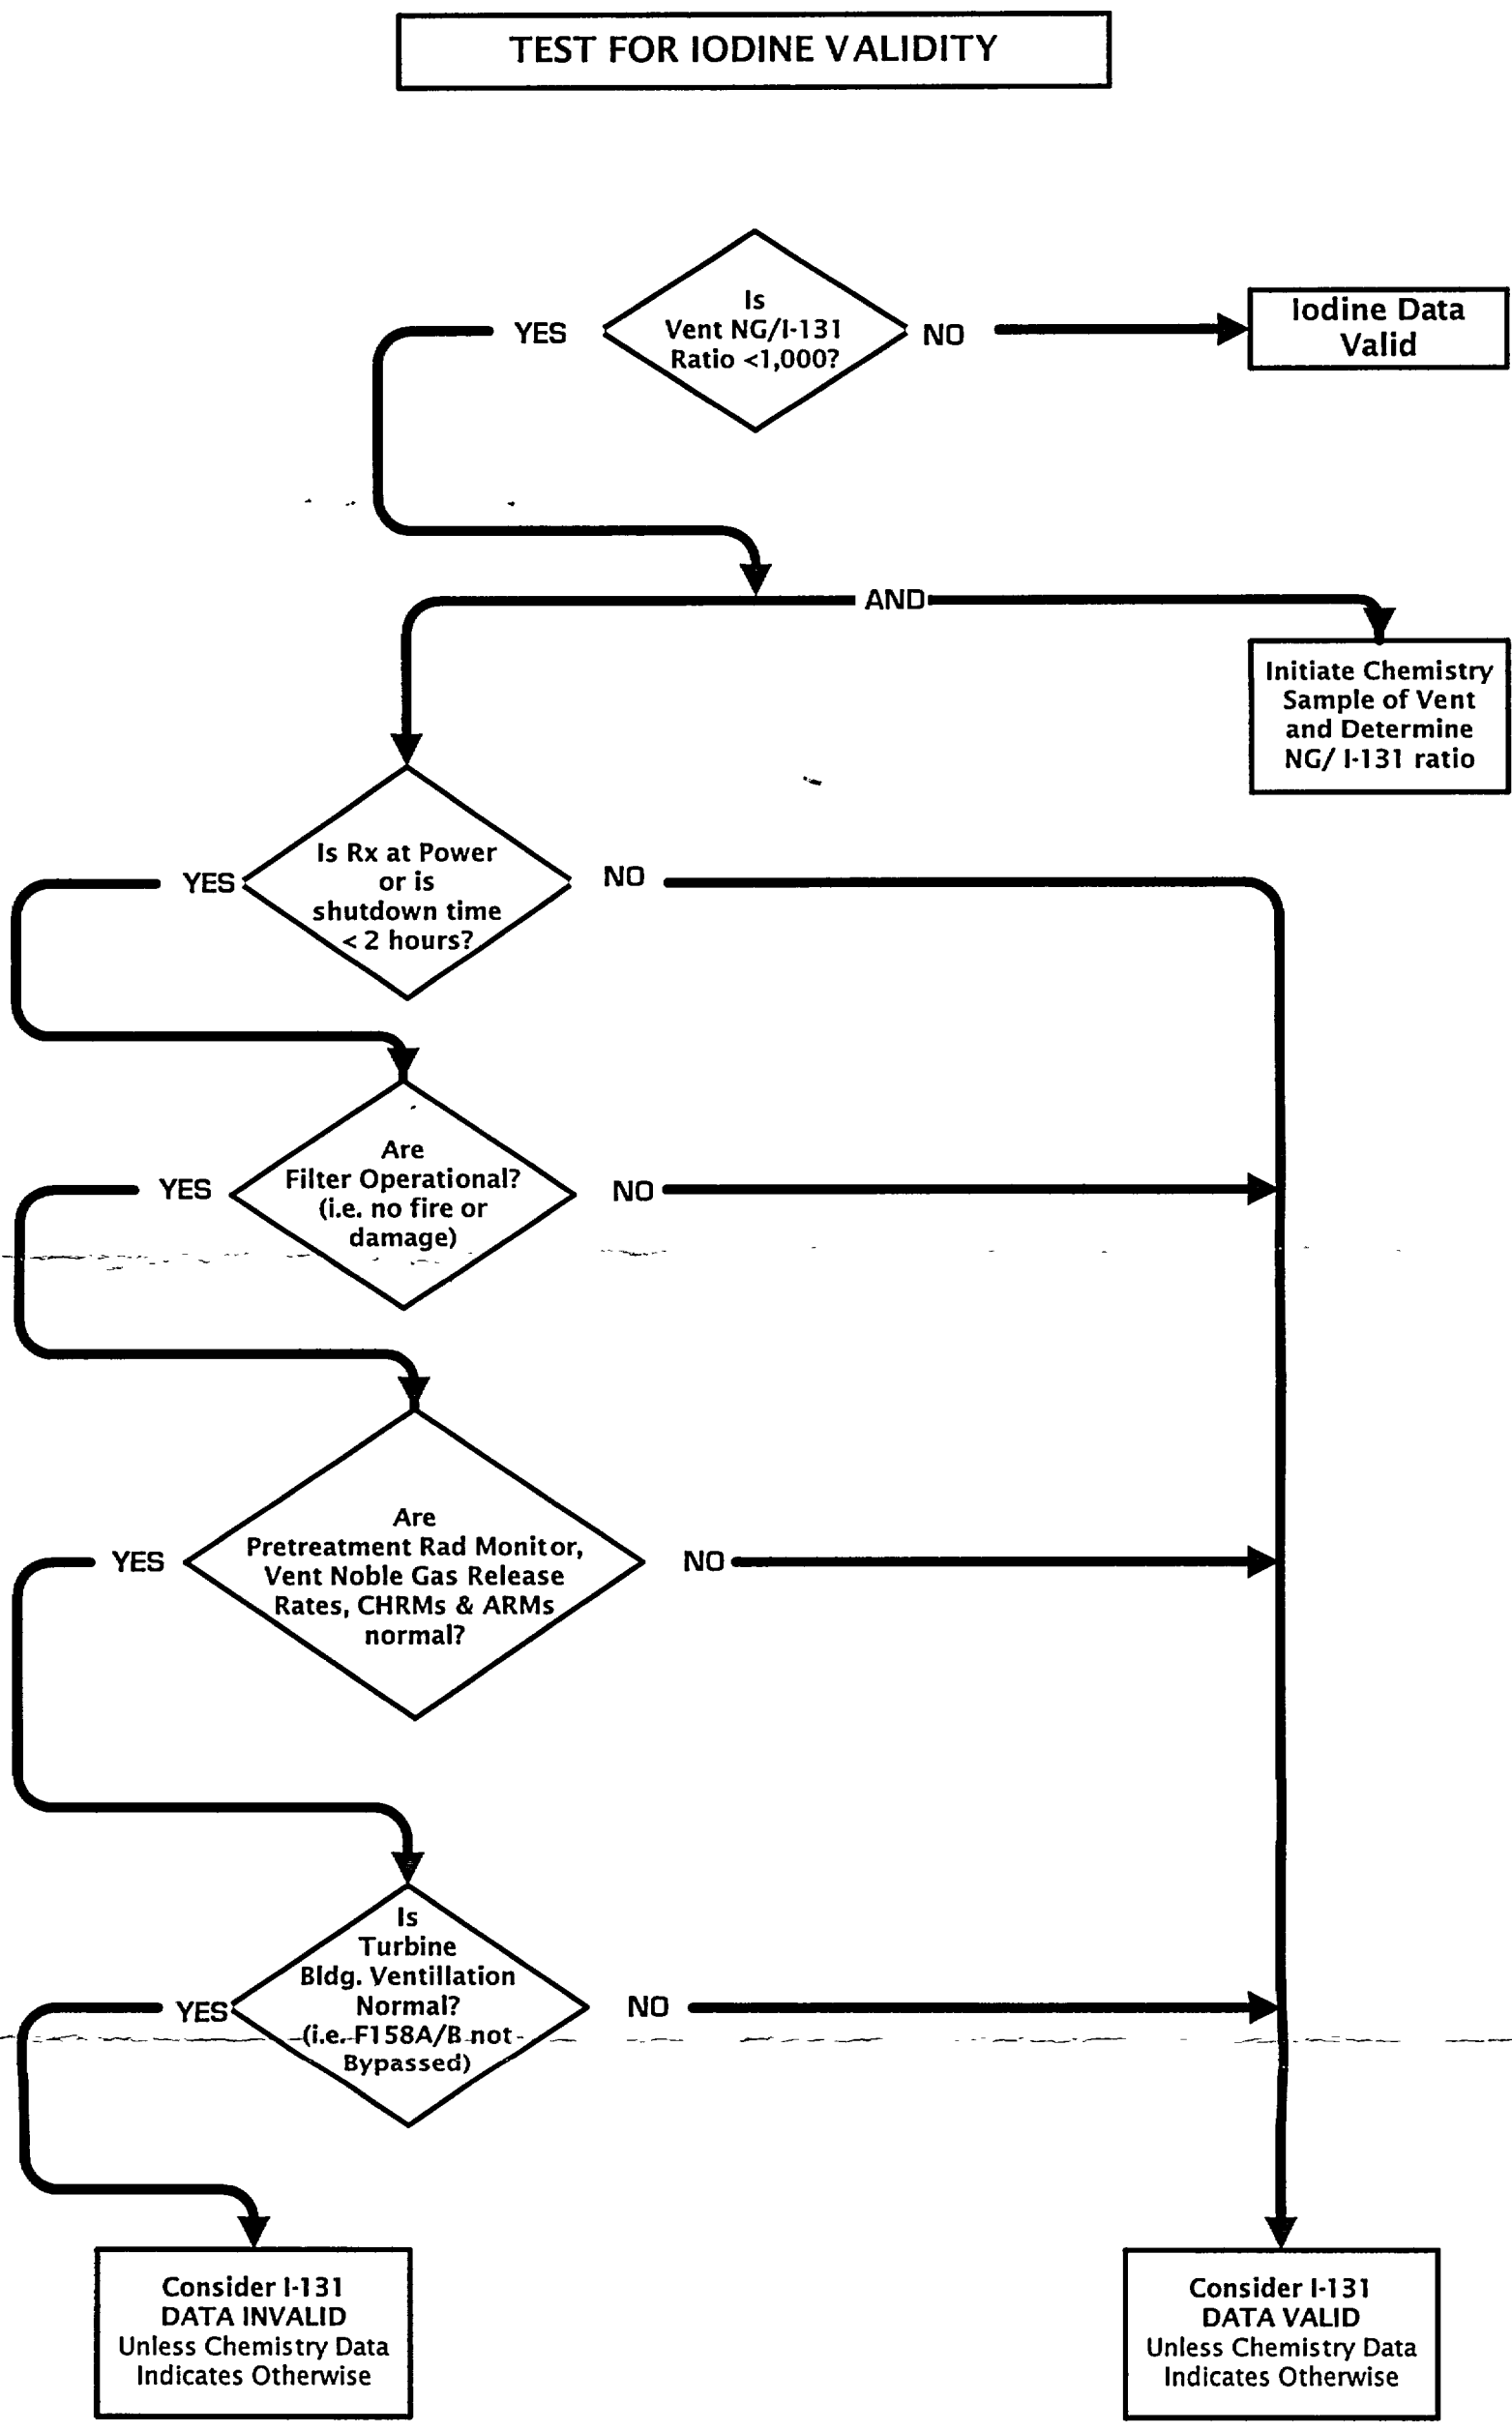 TEST FOR IODINE VALIDITY
Is
Vent NG/I-131
Ratio <1,000?
YES
NO
Iodine Data
Valid
AND
Initiate Chemistry
Sample of Vent
and Determine
NG/ I-131 ratio
Is Rx at Power
or is
shutdown time
< 2 hours?
YES
NO
Are
Filter Operational?
(i.e. no fire or
damage)
YES
NO
Are
Pretreatment Rad Monitor,
Vent Noble Gas Release
Rates, CHRMs & ARMs
normal?
YES
NO
Is
Turbine
Bldg. Ventillation
Normal?
(i.e. F158A/B not
Bypassed)
YES
NO
Consider I-131
DATA INVALID
Unless Chemistry Data
Indicates Otherwise
Consider I-131
DATA VALID
Unless Chemistry Data
Indicates Otherwise